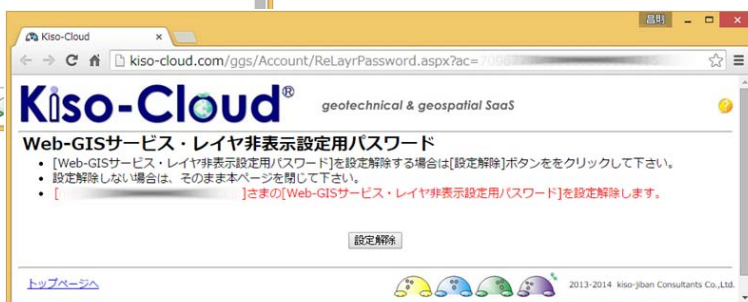 昌則
Kiso-Cloud
kiso-cloud.com/ggs/Account/ReLayrPassword.aspx?ac=
Kiso-Cloud® geotechnical & geospatial SaaS
Web-GISサービス・レイヤ非表示設定用パスワード
• [Web-GISサービス・レイヤ非表示設定用パスワード]を設定解除する場合は[設定解除]ボタンををクリックして下さい。
• 設定解除しない場合は、そのまま本ページを閉じて下さい。
• [ ]さまの[Web-GISサービス・レイヤ非表示設定用パスワード]を設定解除します。
設定解除
トップページへ
2013-2014 kiso-jiban Consultants Co.,Ltd.